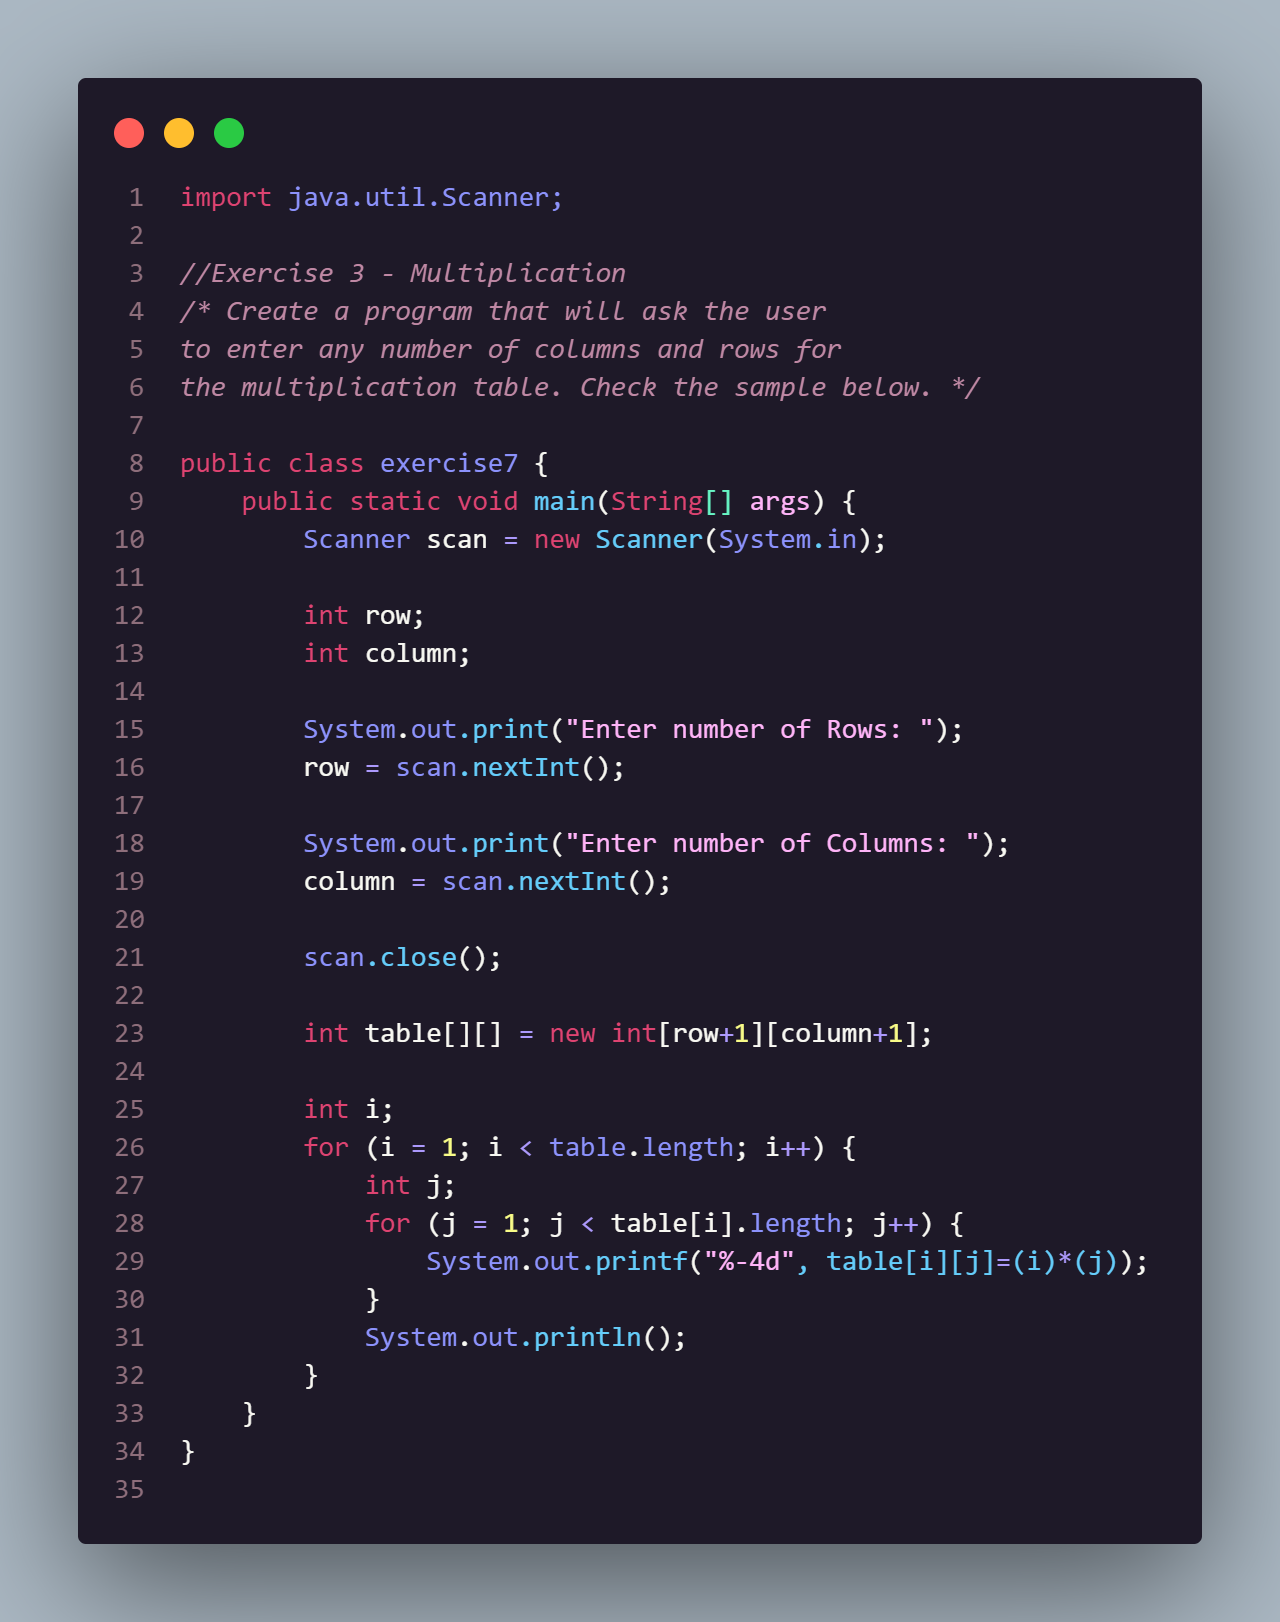 1 import java.util.Scanner;
2
3 //Exercise 3 - Multiplication
4 /* Create a program that will ask the user
5 to enter any number of columns and rows for
6 the multiplication table. Check the sample below. */
7
8 public class exercise7 {
9     public static void main(String[] args) {
10         Scanner scan = new Scanner(System.in);
11
12         int row;
13         int column;
14
15         System.out.print("Enter number of Rows: ");
16         row = scan.nextInt();
17
18         System.out.print("Enter number of Columns: ");
19         column = scan.nextInt();
20
21         scan.close();
22
23         int table[][] = new int[row+1][column+1];
24
25         int i;
26         for (i = 1; i < table.length; i++) {
27             int j;
28             for (j = 1; j < table[i].length; j++) {
29                 System.out.printf("%-4d", table[i][j]=(i)*(j));
30             }
31             System.out.println();
32         }
33     }
34 }
35